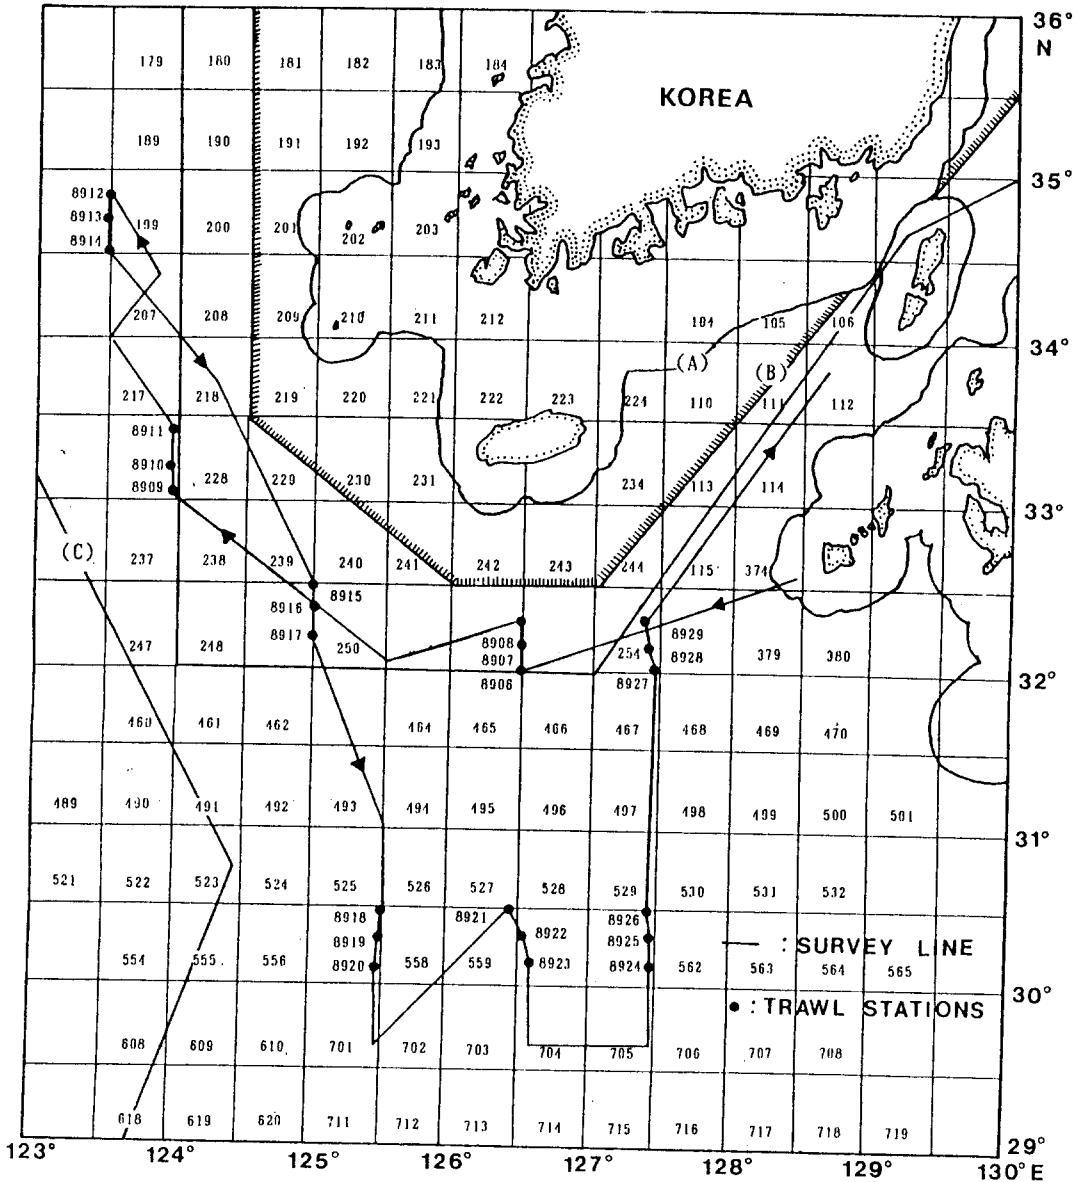 36°
N
179 180 181 182 183 184
KOREA
189 190 191 192 193
35°
8912
8913 199 200 201 202 203
8914
207 208 209 210 211 212 104 105 106
34°
(A) (B)
217 218 219 220 221 222 223 224 110 111 112
8911
8910
8909 228 229 230 231 234 113 114
33°
(C)
237 238 239 240 241 242 243 244 115 374
8915
8916
8917
247 248 250 8908 254 8929 379 380
8907 8928
8906 8927
32°
460 461 462 464 465 466 467 468 469 470
489 490 491 492 493 494 495 496 497 498 499 500 501
31°
521 522 523 524 525 526 527 528 529 530 531 532
8918 8921 8926
8919 8922 8925
: SURVEY LINE
554 555 556 8920 558 559 8923 8924 562 563 564 565
30°
: TRAWL STATIONS
608 609 610 701 702 703 704 705 706 707 708
618 619 620 711 712 713 714 715 716 717 718 719
29°
123° 124° 125° 126° 127° 128° 129° 130°E